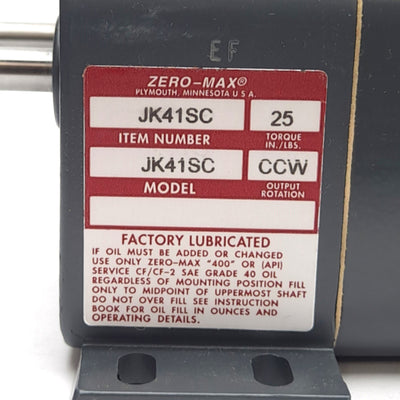 EF
ZERO-MAX®
PLYMOUTH, MINNESOTA U S A.
JK41SC 25
ITEM NUMBER TORQUE IN./LBS.
JK41SC CCW
MODEL OUTPUT ROTATION
FACTORY LUBRICATED
IF OIL MUST BE ADDED OR CHANGED
USE ONLY ZERO-MAX "400" OR (API)
SERVICE CF/CF-2 SAE GRADE 40 OIL
REGARDLESS OF MOUNTING POSITION FILL
ONLY TO MIDPOINT OF UPPERMOST SHAFT
DO NOT OVER FILL SEE INSTRUCTION
BOOK FOR OIL FILL IN OUNCES AND
OPERATING DETAILS.